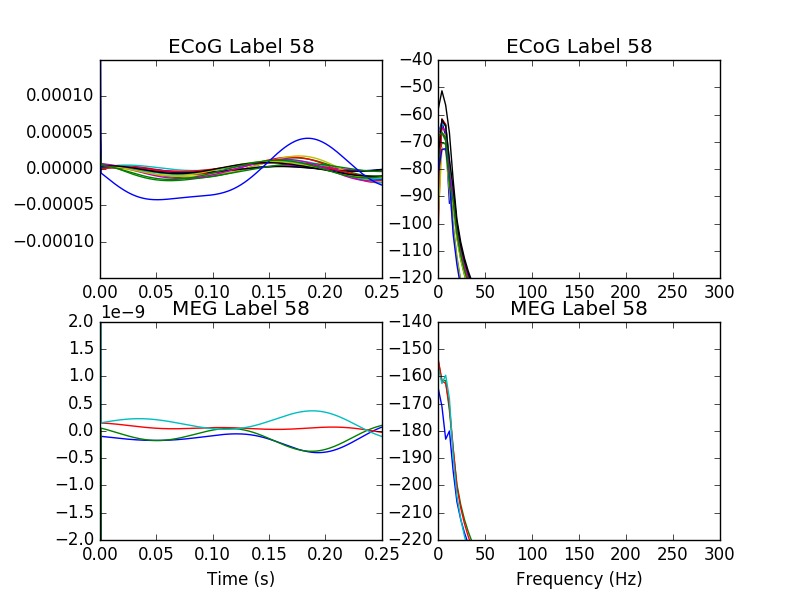 ECoG Label 58
0.00010
0.00005
0.00000
−0.00005
−0.00010
0.00 0.05 0.10 0.15 0.20 0.25
ECoG Label 58
−40
−50
−60
−70
−80
−90
−100
−110
−120
0 50 100 150 200 250 300
MEG Label 58
1e−9
2.0
1.5
1.0
0.5
0.0
−0.5
−1.0
−1.5
−2.0
0.00 0.05 0.10 0.15 0.20 0.25
Time (s)
MEG Label 58
−140
−150
−160
−170
−180
−190
−200
−210
−220
0 50 100 150 200 250 300
Frequency (Hz)